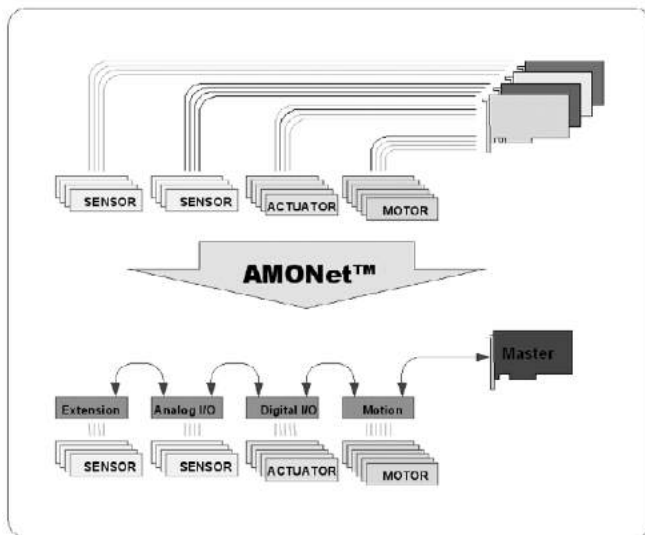 SENSOR SENSOR ACTUATOR MOTOR
AMONet™
Master
Extension Analog I/O Digital I/O Motion
SENSOR SENSOR ACTUATOR MOTOR